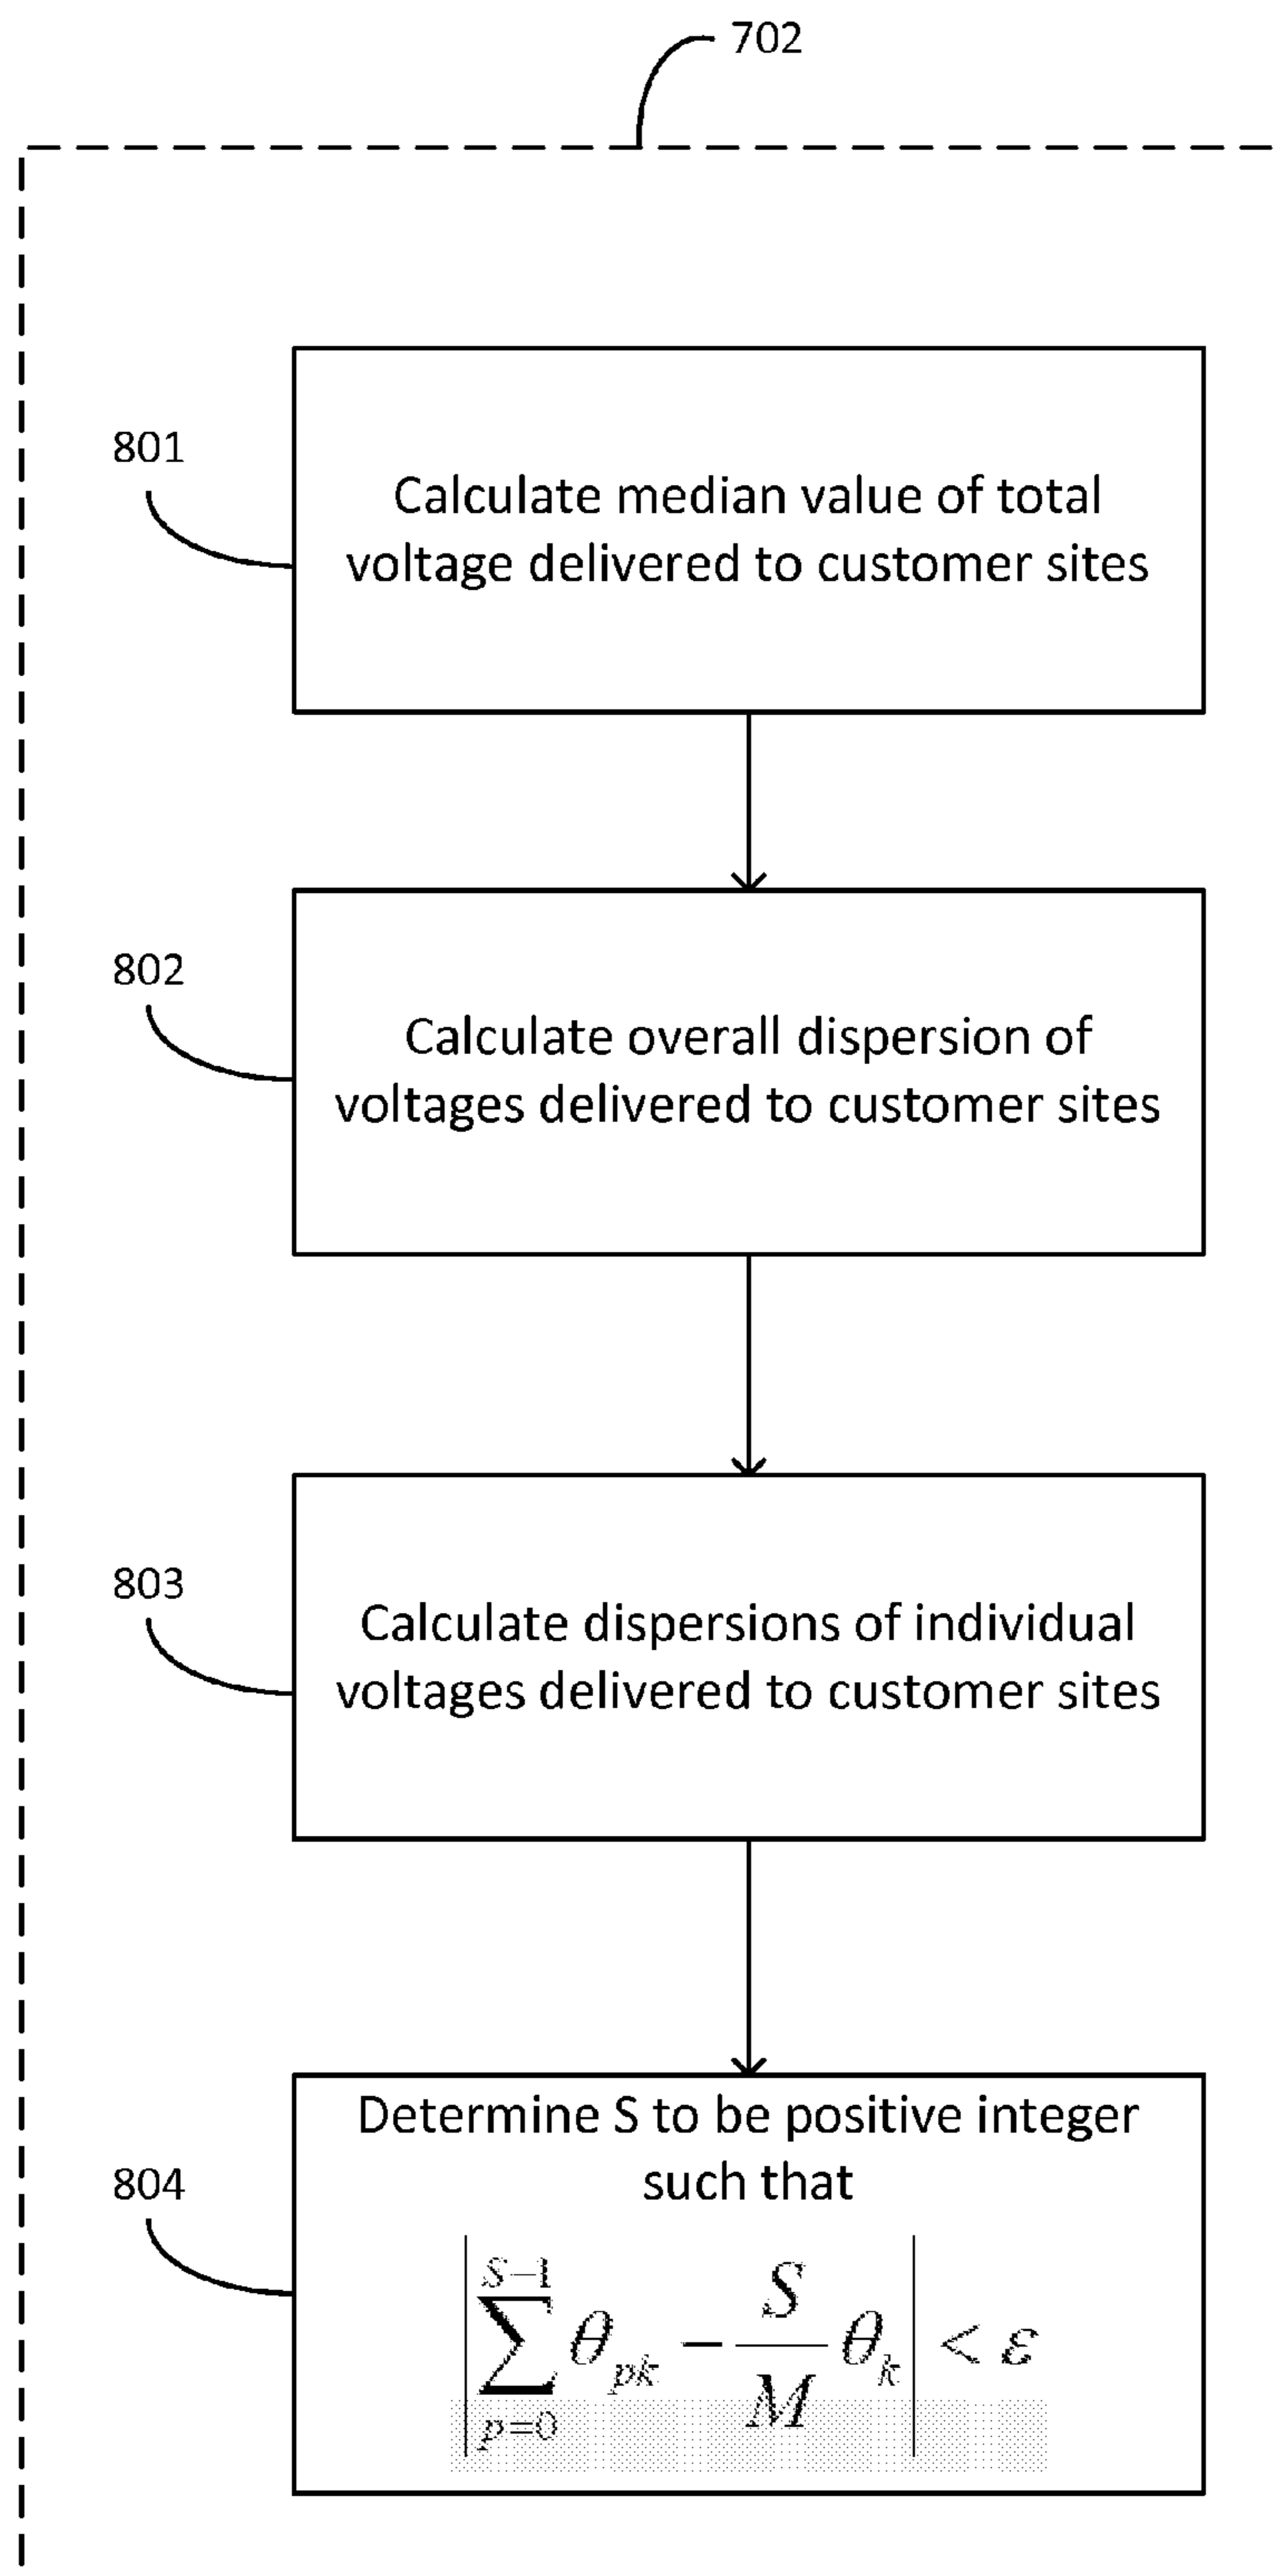 702
801
Calculate median value of total
voltage delivered to customer sites
802
Calculate overall dispersion of
voltages delivered to customer sites
803
Calculate dispersions of individual
voltages delivered to customer sites
804
Determine S to be positive integer
such that
|∑_{p=0}^{S−1} θ_{pk} − S/M θ_k| < ε